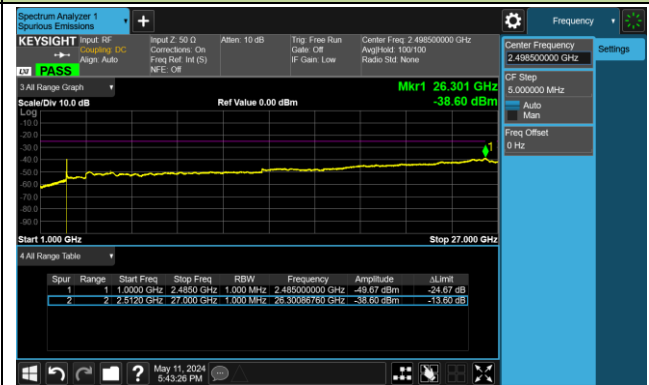 Spectrum Analyzer 1
Spurious Emissions
Frequency
KEYSIGHT
Input: RF
Coupling: DC
Align: Auto
Input Z: 50 Ω
Corrections: On
Freq Ref: Int (S)
NFE: Off
Atten: 10 dB
Trig: Free Run
Gate: Off
IF Gain: Low
Center Freq: 2.498500000 GHz
Avg|Hold: 100/100
Radio Std: None
LXI
PASS
Center Frequency
2.498500000 GHz
Settings
CF Step
5.000000 MHz
Auto
Man
Freq Offset
0 Hz
3 All Range Graph
Mkr1 26.301 GHz
Scale/Div 10.0 dB
Ref Value 0.00 dBm
-38.60 dBm
Log
-10.0
-20.0
-30.0
-40.0
-50.0
-60.0
-70.0
-80.0
-90.0
1
Start 1.000 GHz
Stop 27.000 GHz
4 All Range Table
Spur Range Start Freq Stop Freq RBW Frequency Amplitude ΔLimit
1 1 1.0000 GHz 2.4850 GHz 1.000 MHz 2.485000000 GHz -49.67 dBm -24.67 dB
2 2 2.5120 GHz 27.000 GHz 1.000 MHz 26.30086760 GHz -38.60 dBm -13.60 dB
?
May 11, 2024
5:43:26 PM